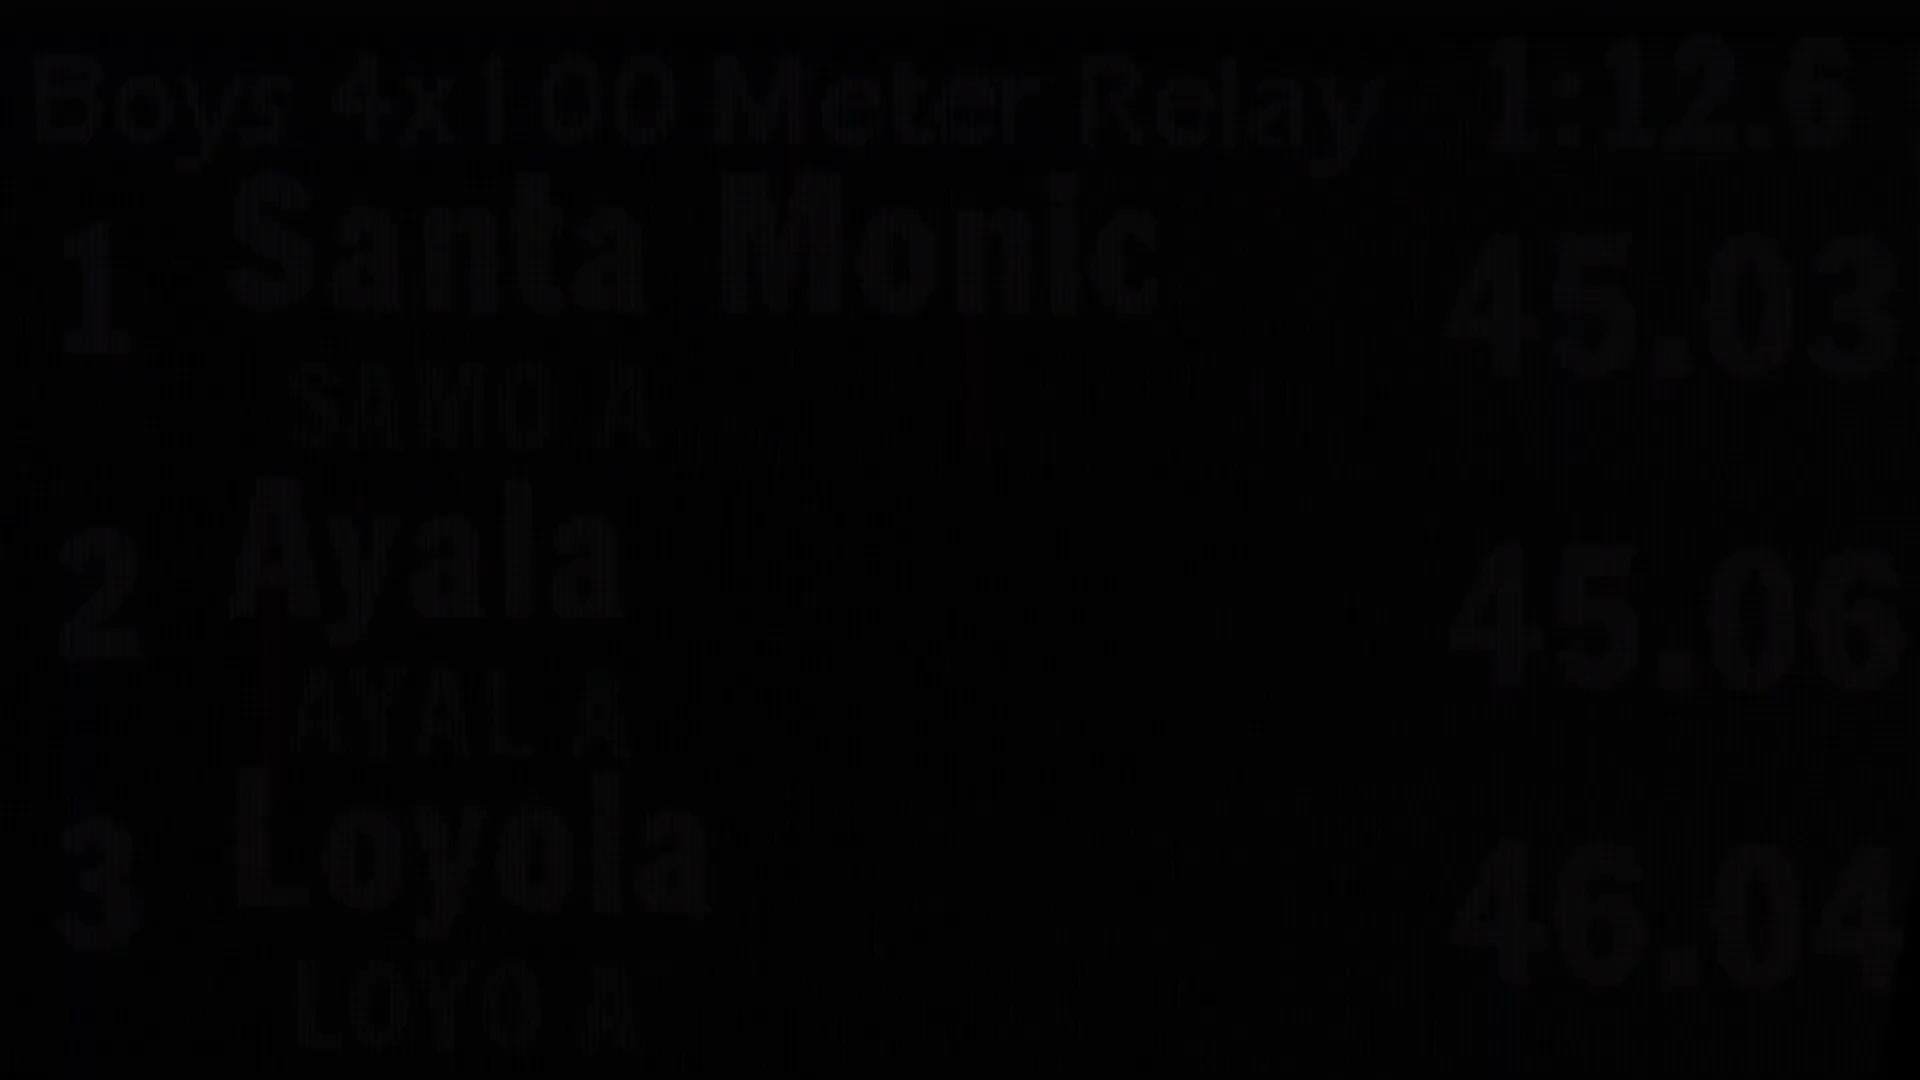 Boys 4x100 Meter Relay 1:12.6
1 Santa Monic 45.03
SAMO A
2 Ayala 45.06
AYAL A
3 Loyola 46.04
LOYO A